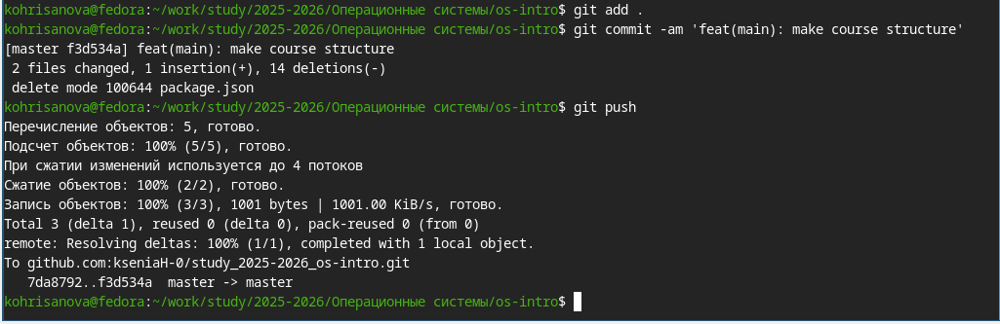 kohrisanova@fedora:~/work/study/2025-2026/Операционные системы/os-intro$ git add .
kohrisanova@fedora:~/work/study/2025-2026/Операционные системы/os-intro$ git commit -am 'feat(main): make course structure'
[master f3d534a] feat(main): make course structure
 2 files changed, 1 insertion(+), 14 deletions(-)
 delete mode 100644 package.json
kohrisanova@fedora:~/work/study/2025-2026/Операционные системы/os-intro$ git push
Перечисление объектов: 5, готово.
Подсчет объектов: 100% (5/5), готово.
При сжатии изменений используется до 4 потоков
Сжатие объектов: 100% (2/2), готово.
Запись объектов: 100% (3/3), 1001 bytes | 1001.00 KiB/s, готово.
Total 3 (delta 1), reused 0 (delta 0), pack-reused 0 (from 0)
remote: Resolving deltas: 100% (1/1), completed with 1 local object.
To github.com:kseniaH-0/study_2025-2026_os-intro.git
   7da8792..f3d534a  master -> master
kohrisanova@fedora:~/work/study/2025-2026/Операционные системы/os-intro$